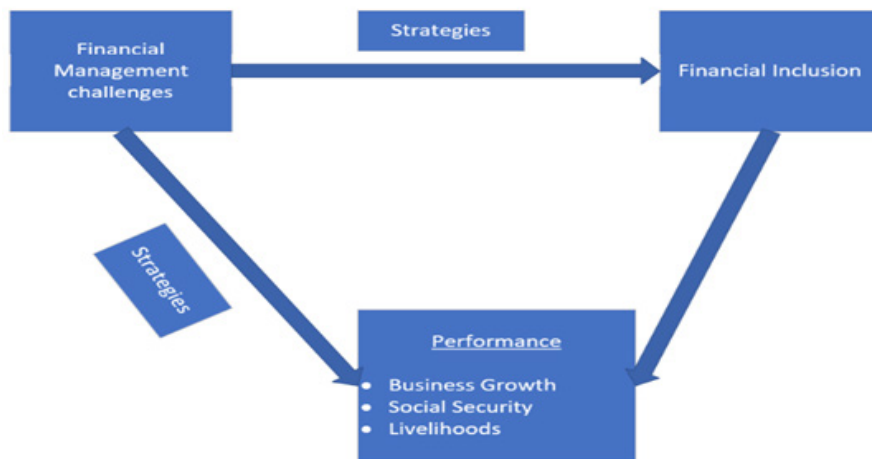 Strategies
Financial
Management
challenges
Financial Inclusion
Strategies
Performance
• Business Growth
• Social Security
• Livelihoods